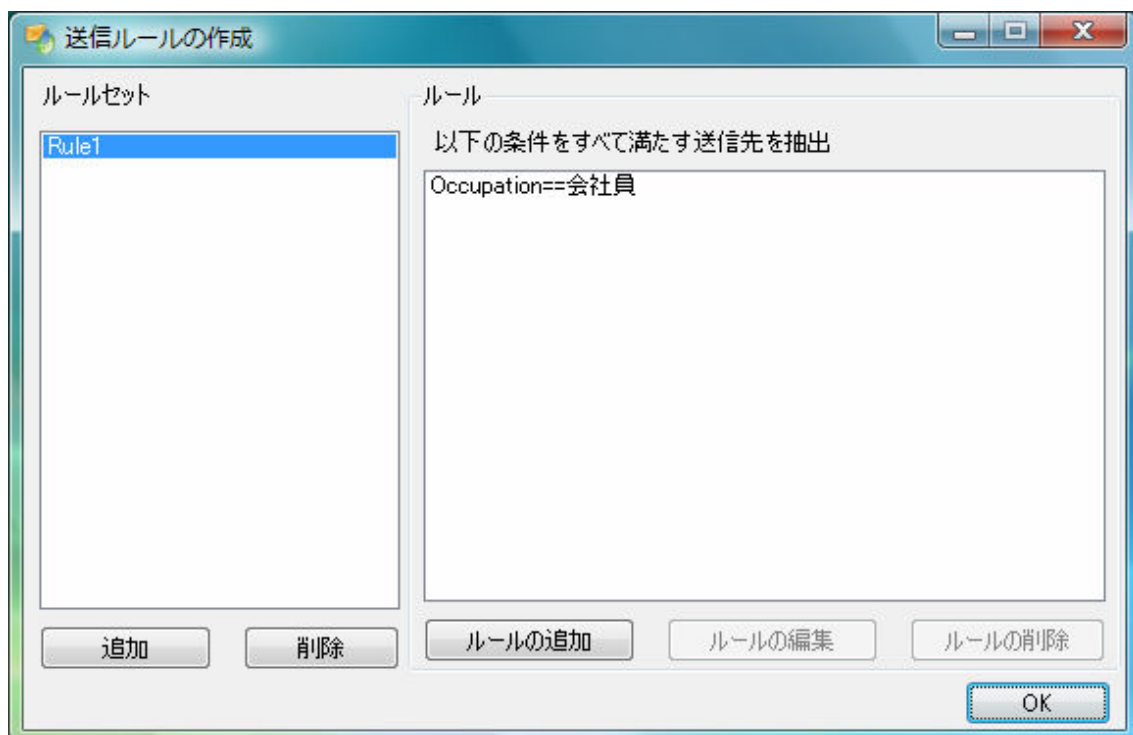 送信ルールの作成
ルールセット
Rule1
追加
削除
ルール
以下の条件をすべて満たす送信先を抽出
Occupation==会社員
ルールの追加
ルールの編集
ルールの削除
OK